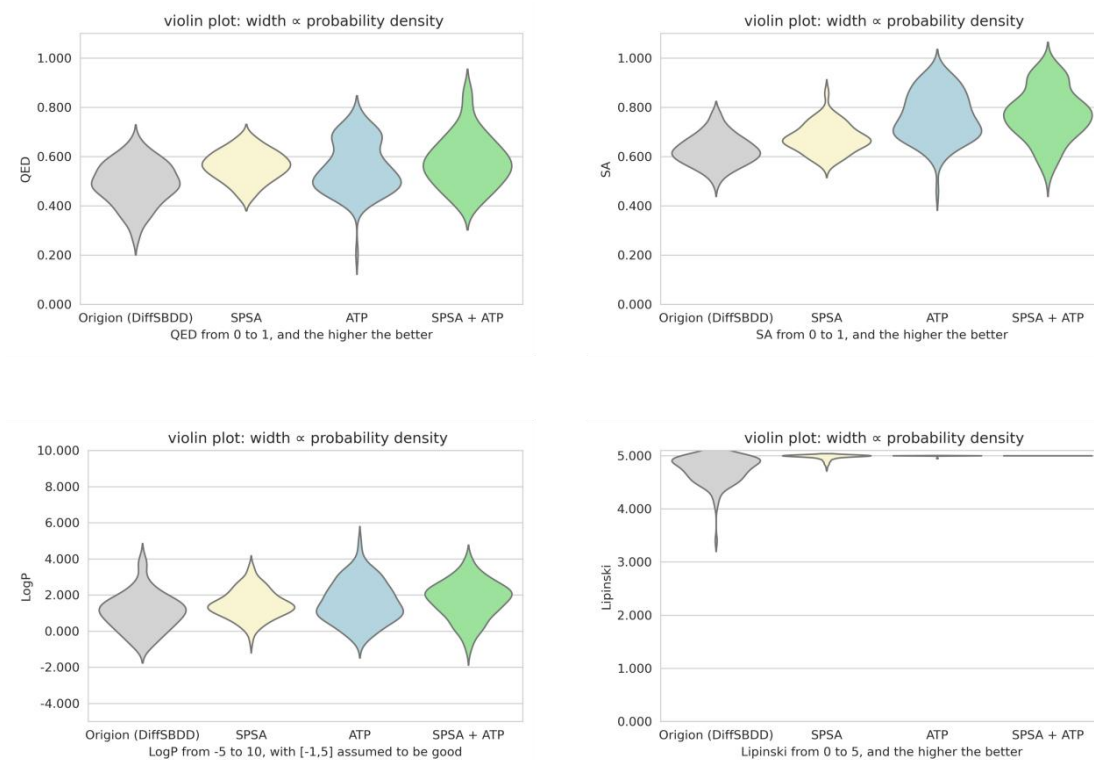 violin plot: width ∝ probability density
1.000
0.800
0.600
0.400
0.200
0.000
QED
Origion (DiffSBDD) SPSA ATP SPSA + ATP
QED from 0 to 1, and the higher the better
violin plot: width ∝ probability density
1.000
0.800
0.600
0.400
0.200
0.000
SA
Origion (DiffSBDD) SPSA ATP SPSA + ATP
SA from 0 to 1, and the higher the better
violin plot: width ∝ probability density
10.000
8.000
6.000
4.000
2.000
0.000
-2.000
-4.000
LogP
Origion (DiffSBDD) SPSA ATP SPSA + ATP
LogP from -5 to 10, with [-1,5] assumed to be good
violin plot: width ∝ probability density
5.000
4.000
3.000
2.000
1.000
0.000
Lipinski
Origion (DiffSBDD) SPSA ATP SPSA + ATP
Lipinski from 0 to 5, and the higher the better